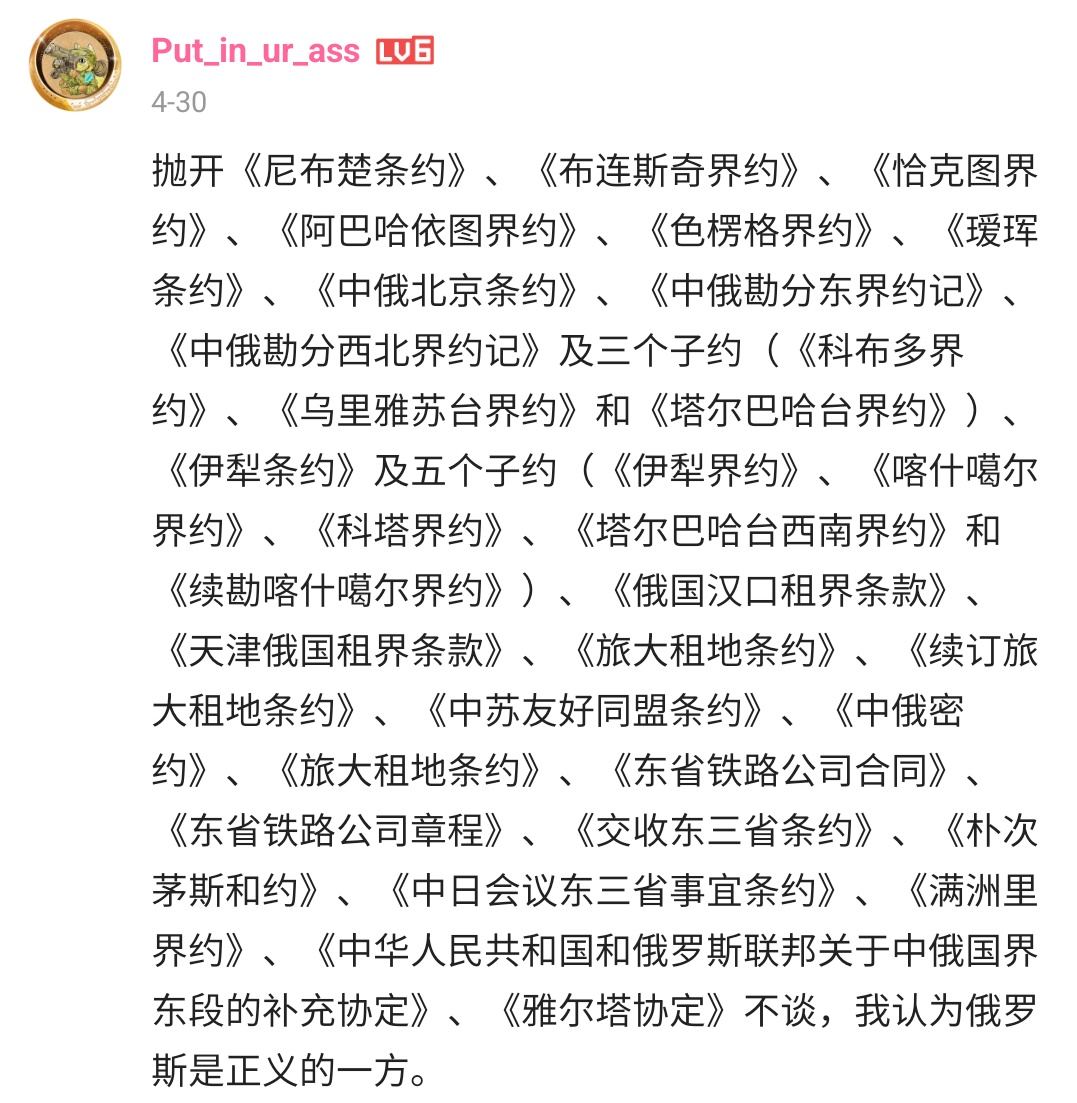 Put_in_ur_ass LV6
4-30
抛开《尼布楚条约》、《布连斯奇界约》、《恰克图界
约》、《阿巴哈依图界约》、《色楞格界约》、《瑷珲
条约》、《中俄北京条约》、《中俄勘分东界约记》、
《中俄勘分西北界约记》及三个子约（《科布多界
约》、《乌里雅苏台界约》和《塔尔巴哈台界约》）、
《伊犁条约》及五个子约（《伊犁界约》、《喀什噶尔
界约》、《科塔界约》、《塔尔巴哈台西南界约》和
《续勘喀什噶尔界约》）、《俄国汉口租界条款》、
《天津俄国租界条款》、《旅大租地条约》、《续订旅
大租地条约》、《中苏友好同盟条约》、《中俄密
约》、《旅大租地条约》、《东省铁路公司合同》、
《东省铁路公司章程》、《交收东三省条约》、《朴次
茅斯和约》、《中日会议东三省事宜条约》、《满洲里
界约》、《中华人民共和国和俄罗斯联邦关于中俄国界
东段的补充协定》、《雅尔塔协定》不谈，我认为俄罗
斯是正义的一方。